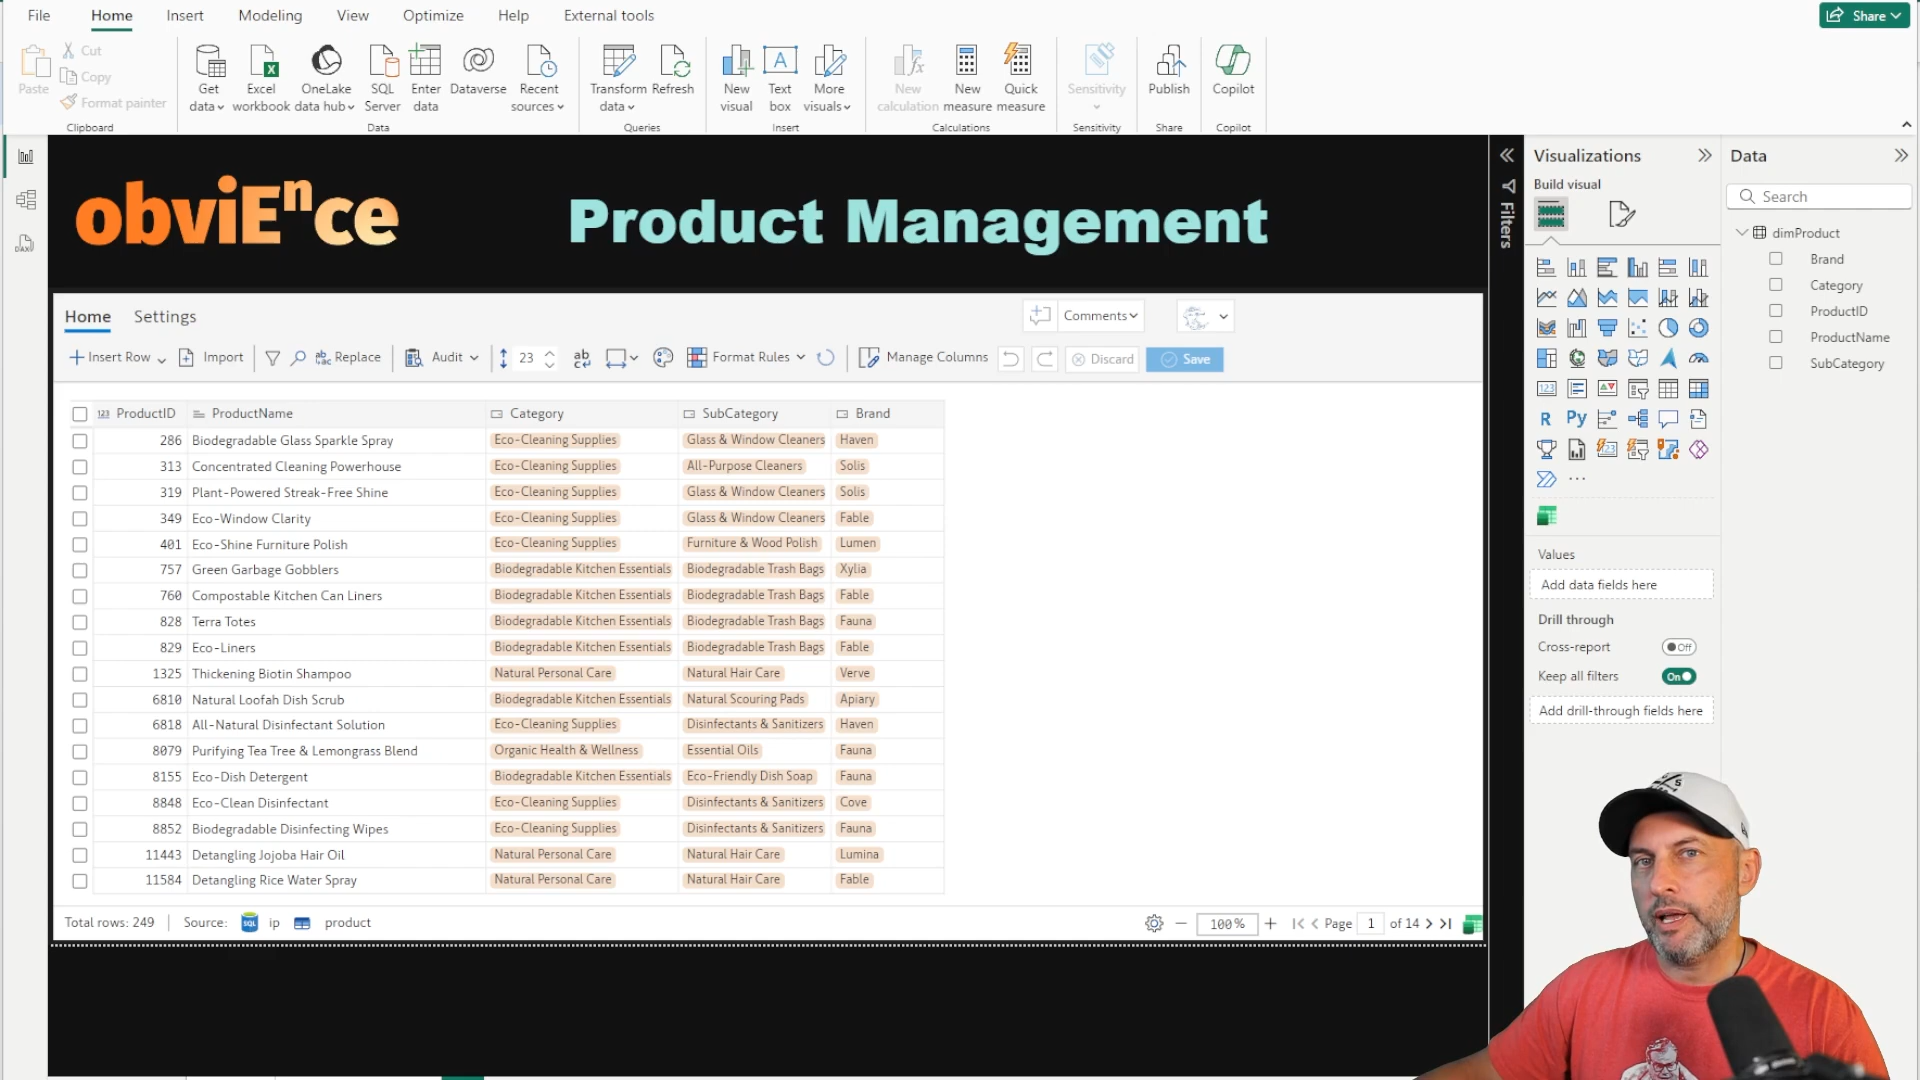 File Home Insert Modeling View Optimize Help External tools
Share
Paste
Cut
Copy
Format painter
Clipboard
Get data
Excel workbook
OneLake data hub
SQL Server
Enter data
Dataverse
Recent sources
Data
Transform data
Refresh
Queries
New visual
Text box
More visuals
Insert
New calculation
New measure
Quick measure
Calculations
Sensitivity
Sensitivity
Publish
Share
Copilot
Copilot
obviEnce
Product Management
Filters
Home Settings
Comments
Insert Row Import Replace Audit 23 Format Rules Manage Columns Discard Save
ProductID ProductName Category SubCategory Brand
286 Biodegradable Glass Sparkle Spray Eco-Cleaning Supplies Glass & Window Cleaners Haven
313 Concentrated Cleaning Powerhouse Eco-Cleaning Supplies All-Purpose Cleaners Solis
319 Plant-Powered Streak-Free Shine Eco-Cleaning Supplies Glass & Window Cleaners Solis
349 Eco-Window Clarity Eco-Cleaning Supplies Glass & Window Cleaners Fable
401 Eco-Shine Furniture Polish Eco-Cleaning Supplies Furniture & Wood Polish Lumen
757 Green Garbage Gobblers Biodegradable Kitchen Essentials Biodegradable Trash Bags Xylia
760 Compostable Kitchen Can Liners Biodegradable Kitchen Essentials Biodegradable Trash Bags Fable
828 Terra Totes Biodegradable Kitchen Essentials Biodegradable Trash Bags Fauna
829 Eco-Liners Biodegradable Kitchen Essentials Biodegradable Trash Bags Fable
1325 Thickening Biotin Shampoo Natural Personal Care Natural Hair Care Verve
6810 Natural Loofah Dish Scrub Biodegradable Kitchen Essentials Natural Scouring Pads Apiary
6818 All-Natural Disinfectant Solution Eco-Cleaning Supplies Disinfectants & Sanitizers Haven
8079 Purifying Tea Tree & Lemongrass Blend Organic Health & Wellness Essential Oils Fauna
8155 Eco-Dish Detergent Biodegradable Kitchen Essentials Eco-Friendly Dish Soap Fauna
8848 Eco-Clean Disinfectant Eco-Cleaning Supplies Disinfectants & Sanitizers Cove
8852 Biodegradable Disinfecting Wipes Eco-Cleaning Supplies Disinfectants & Sanitizers Fauna
11443 Detangling Jojoba Hair Oil Natural Personal Care Natural Hair Care Lumina
11584 Detangling Rice Water Spray Natural Personal Care Natural Hair Care Fable
Total rows: 249 Source: SQL ip product 100% Page 1 of 14
Visualizations
Build visual
R Py
Values
Add data fields here
Drill through
Cross-report Off
Keep all filters On
Add drill-through fields here
Data
Search
dimProduct
Brand
Category
ProductID
ProductName
SubCategory